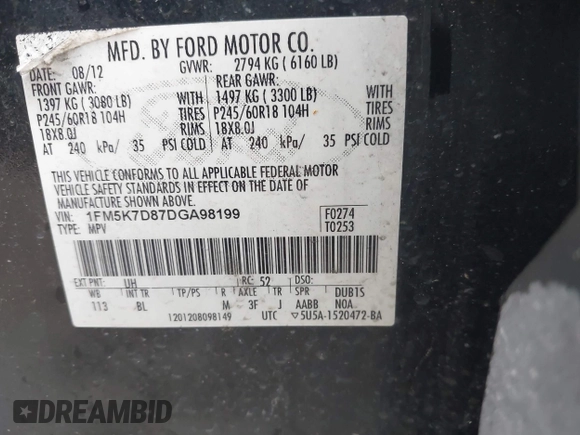 MFD. BY FORD MOTOR CO.
DATE: 08/12 GVWR: 2794 KG ( 6160 LB)
FRONT GAWR: REAR GAWR:
1397 KG ( 3080 LB) WITH 1497 KG ( 3300 LB) WITH
P245/60R18 104H TIRES P245/60R18 104H TIRES
18X8.0J RIMS 18X8.0J RIMS
AT 240 kPa/ 35 PSI COLD AT 240 kPa/ 35 PSI COLD
THIS VEHICLE CONFORMS TO ALL APPLICABLE FEDERAL MOTOR
VEHICLE SAFETY STANDARDS IN EFFECT ON THE DATE OF
MANUFACTURE SHOWN ABOVE.
VIN: 1FM5K7D87DGA98199 F0274
TYPE: MPV T0253
EXT PNT: UH RC: 52 DSO:
WB INT TR TP/PS R AXLE TR SPR DUB1S
113 BL M 3F J AABB NOA
1201208098149 UTC ▽5U5A-1520472-BA
DREAMBID